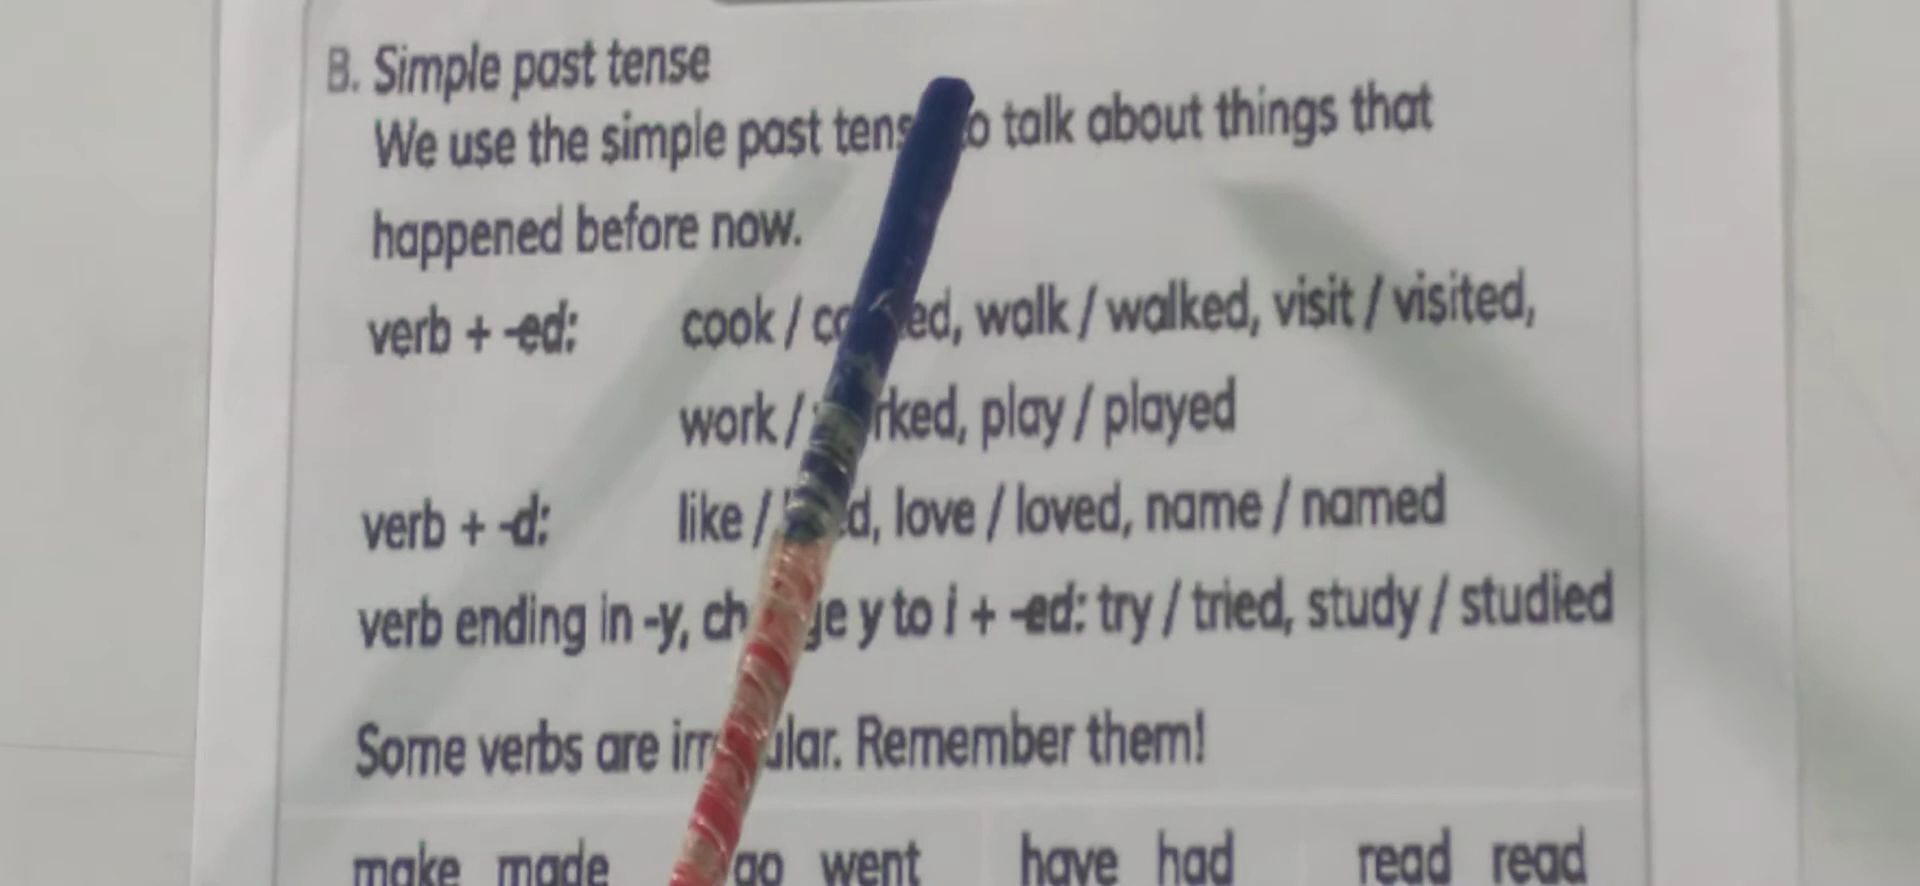 B. Simple past tense
We use the simple past tense to talk about things that
happened before now.
verb + -ed: cook / cooked, walk / walked, visit / visited,
work / worked, play / played
verb + -d: like / liked, love / loved, name / named
verb ending in -y, change y to i + -ed: try / tried, study / studied
Some verbs are irregular. Remember them!
make made go went have had read read